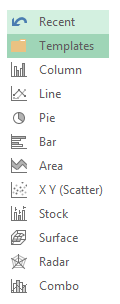 Recent
Templates
Column
Line
Pie
Bar
Area
X Y (Scatter)
Stock
Surface
Radar
Combo